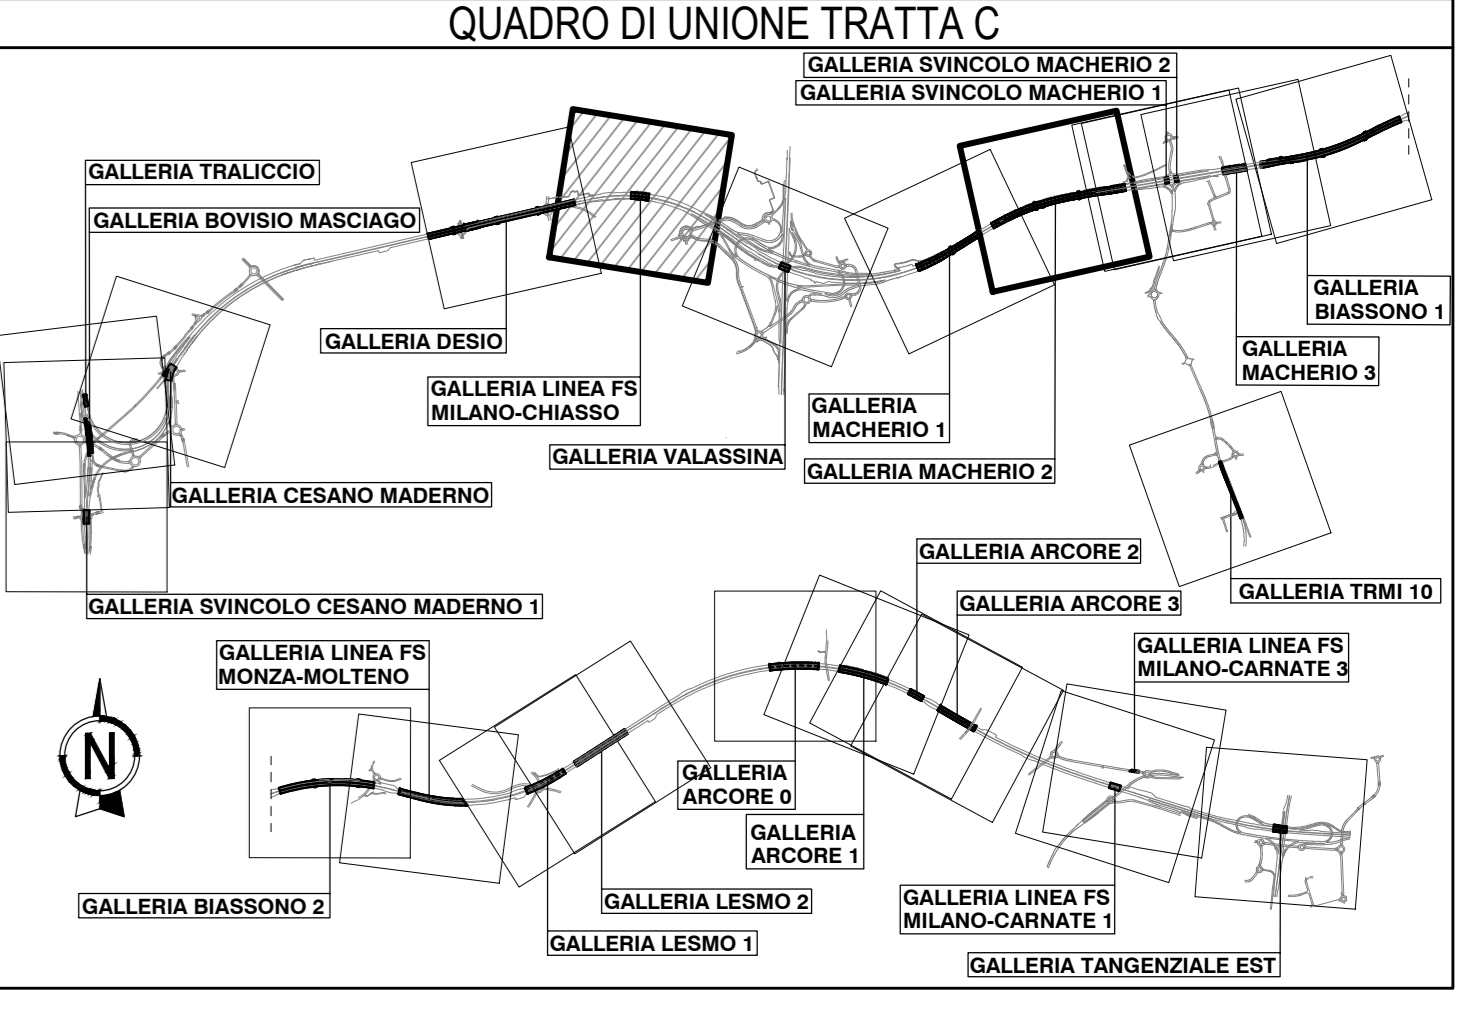 QUADRO DI UNIONE TRATTA C
GALLERIA SVINCOLO MACHERIO 2
GALLERIA SVINCOLO MACHERIO 1
GALLERIA TRALICCIO
GALLERIA BOVISIO MASCIAGO
GALLERIA
BIASSONO 1
GALLERIA DESIO
GALLERIA
MACHERIO 3
GALLERIA LINEA FS
MILANO-CHIASSO
GALLERIA
MACHERIO 1
GALLERIA VALASSINA
GALLERIA MACHERIO 2
GALLERIA CESANO MADERNO
GALLERIA ARCORE 2
GALLERIA TRMI 10
GALLERIA SVINCOLO CESANO MADERNO 1
GALLERIA ARCORE 3
GALLERIA LINEA FS
MONZA-MOLTENO
GALLERIA LINEA FS
MILANO-CARNATE 3
N
GALLERIA
ARCORE 0
GALLERIA
ARCORE 1
GALLERIA BIASSONO 2
GALLERIA LESMO 2
GALLERIA LINEA FS
MILANO-CARNATE 1
GALLERIA LESMO 1
GALLERIA TANGENZIALE EST